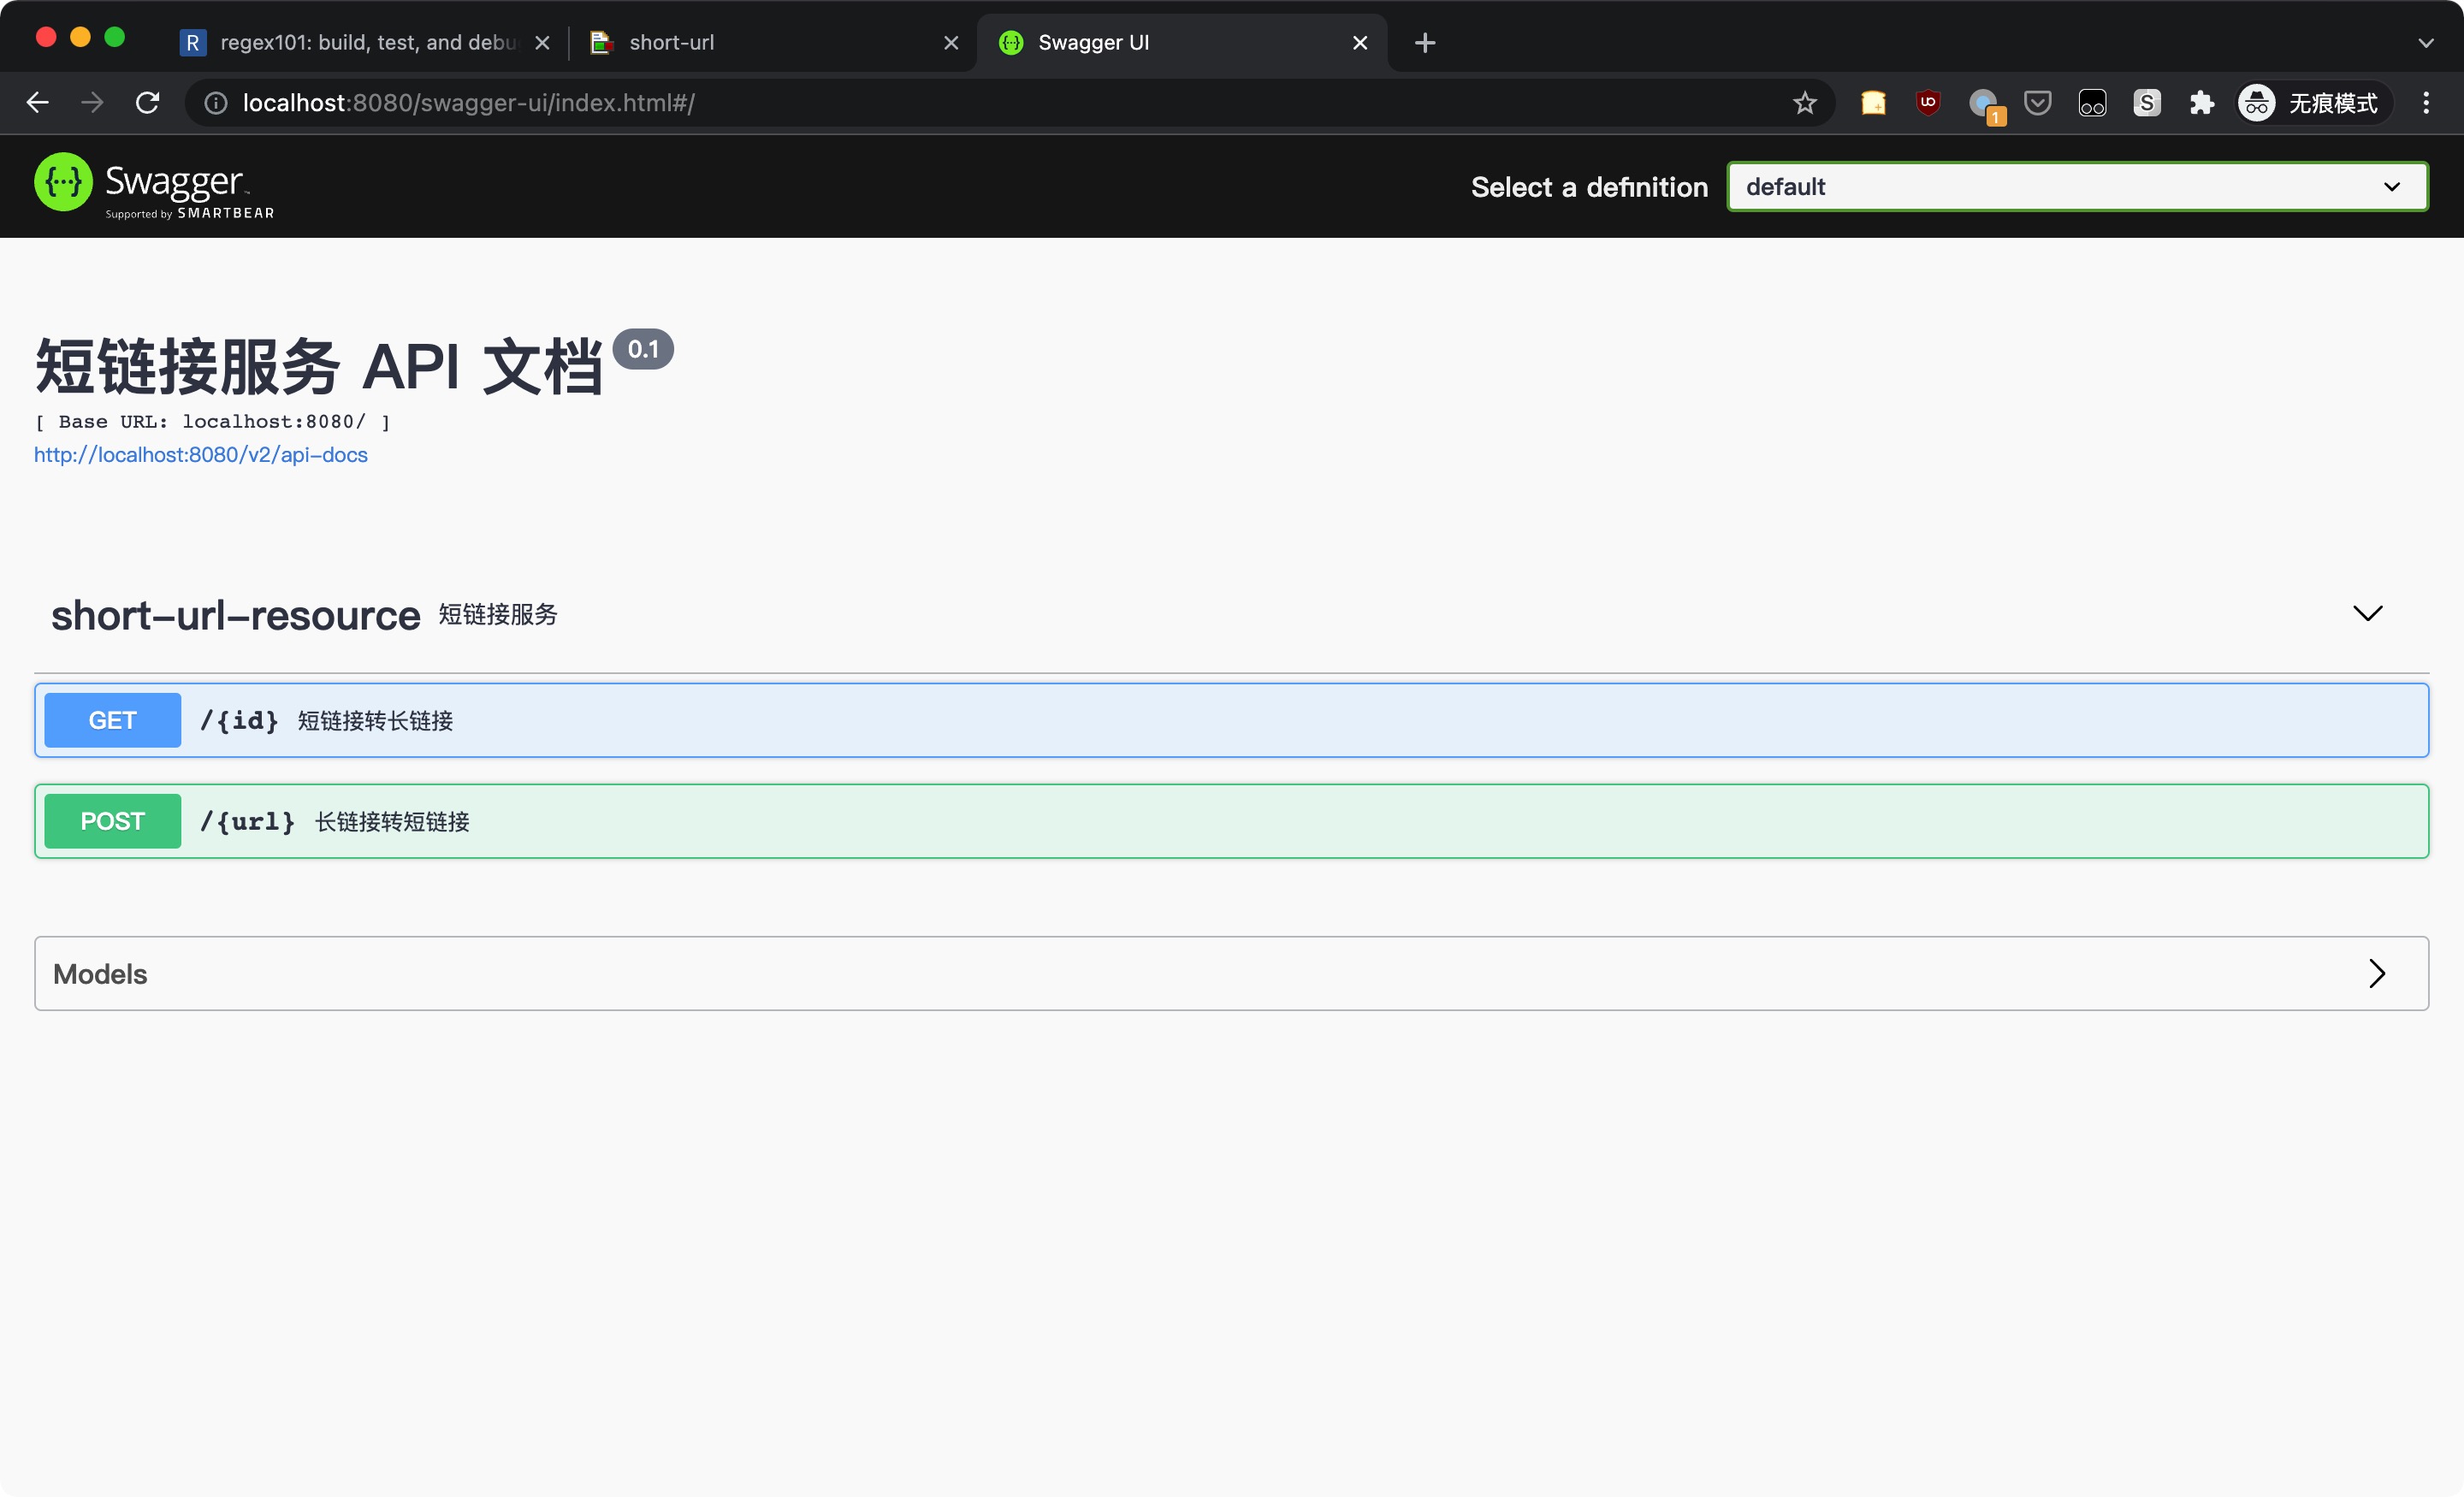 R regex101: build, test, and debu
short-url
Swagger UI
localhost:8080/swagger-ui/index.html#/
UO
1
S
无痕模式
{···} Swagger™
Supported by SMARTBEAR
Select a definition
default
短链接服务 API 文档 0.1
[ Base URL: localhost:8080/ ]
http://localhost:8080/v2/api-docs
short-url-resource 短链接服务
GET /{id} 短链接转长链接
POST /{url} 长链接转短链接
Models